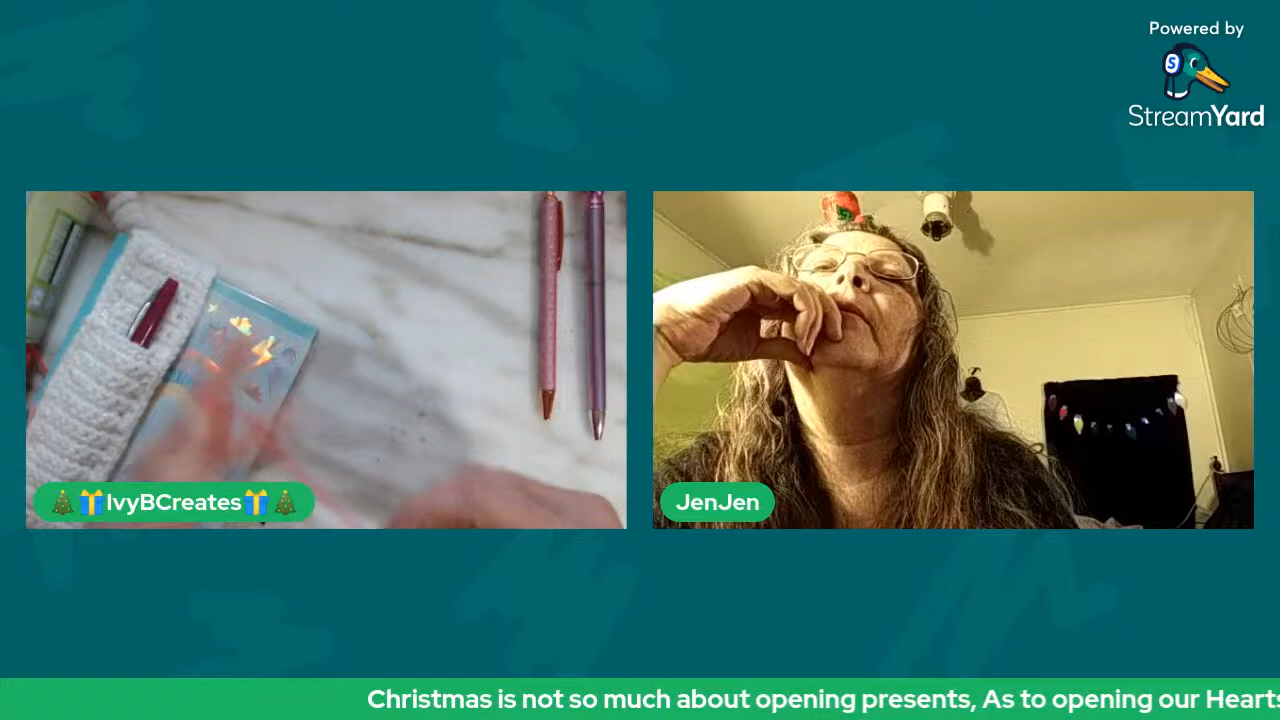 Powered by
S
StreamYard
🎄🎁IvyBCreates🎁🎄
JenJen
Christmas is not so much about opening presents, As to opening our Hearts